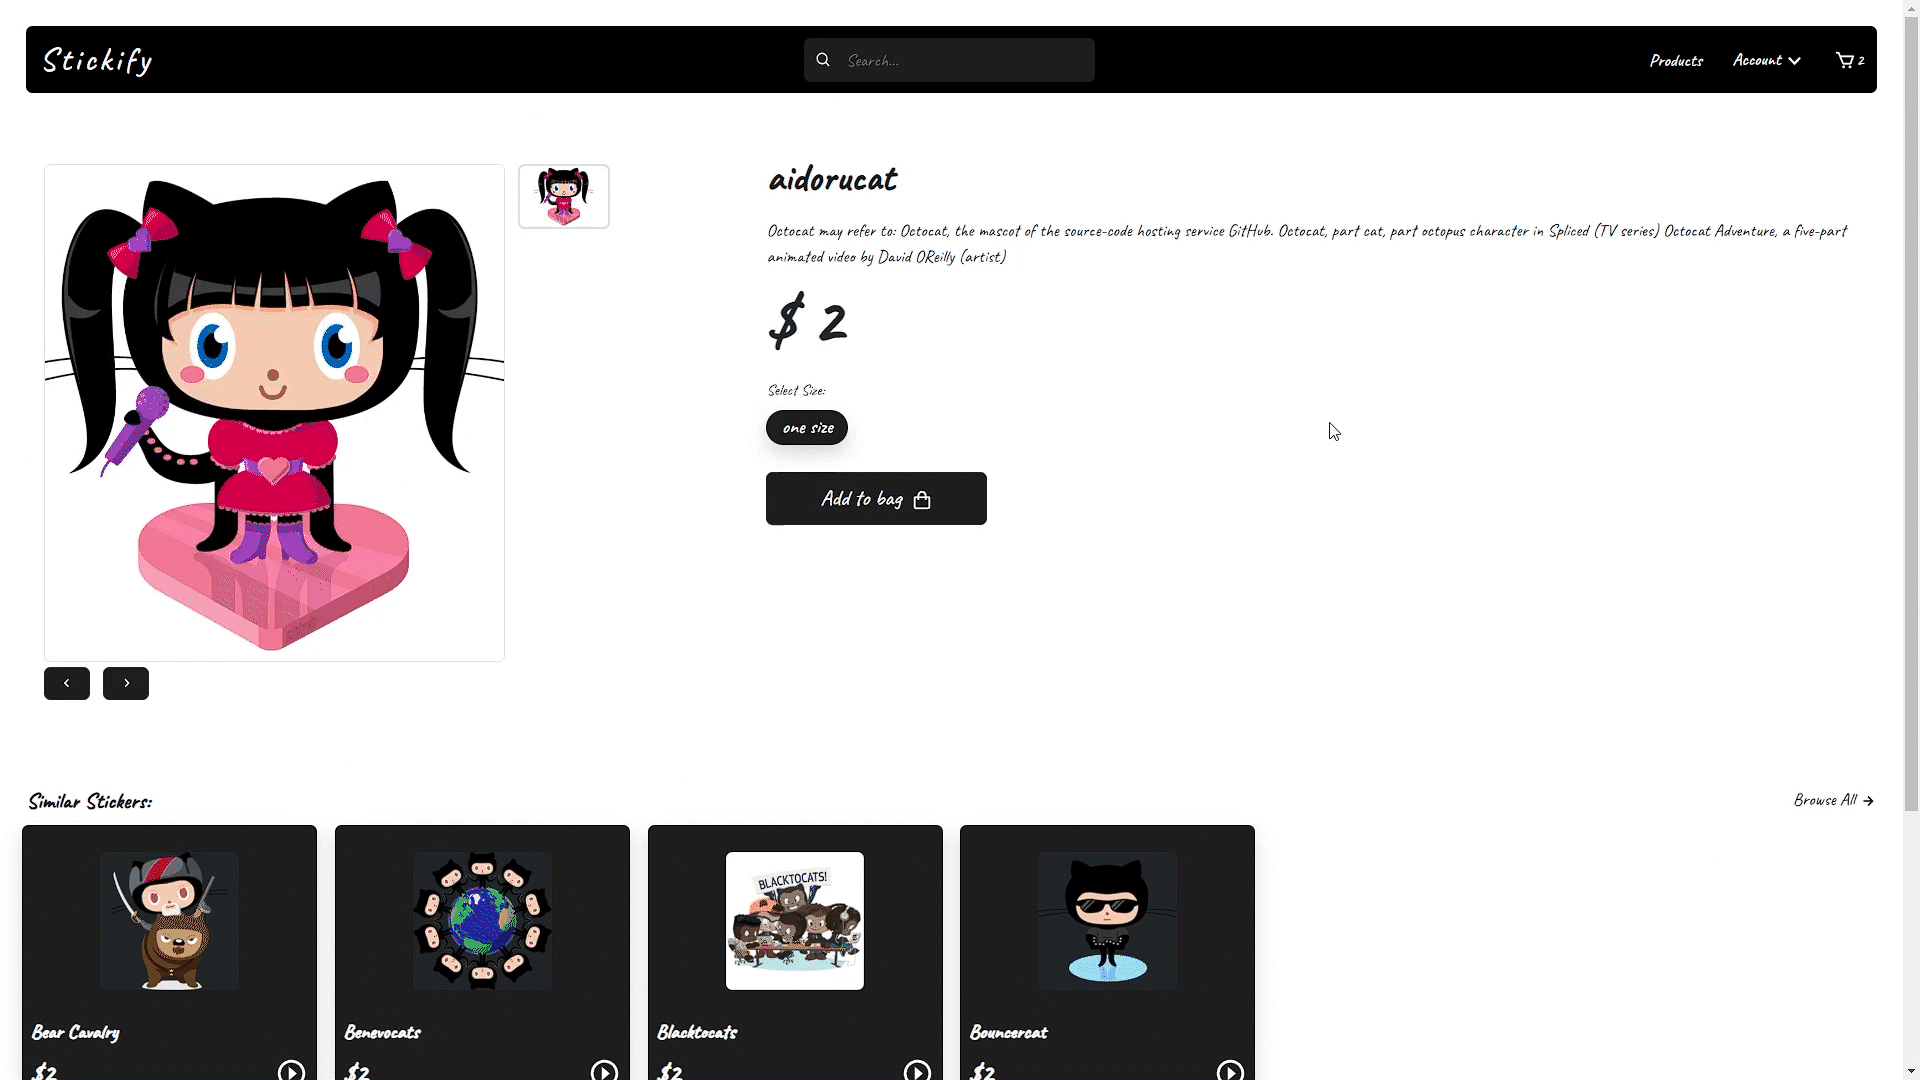 Stickify
Search...
Products
Account
2
aidorucat
Octocat may refer to: Octocat, the mascot of the source-code hosting service GitHub. Octocat, part cat, part octopus character in Spliced (TV series) Octocat Adventure, a five-part
animated video by David OReilly (artist)
$ 2
Select Size:
one size
Add to bag
Similar Stickers:
Browse All
BLACKTOCATS!
Bear Cavalry
Benevocats
Blacktocats
Bouncercat
$2
$2
$2
$2